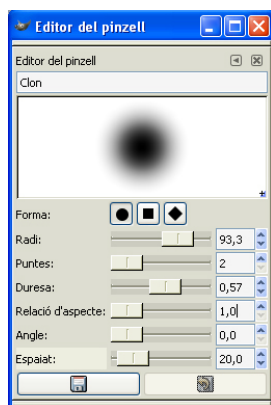 Editor del pinzell
Editor del pinzell
Clon
Forma:
Radi: 93,3
Puntes: 2
Duresa: 0,57
Relació d'aspecte: 1,0
Angle: 0,0
Espaiat: 20,0